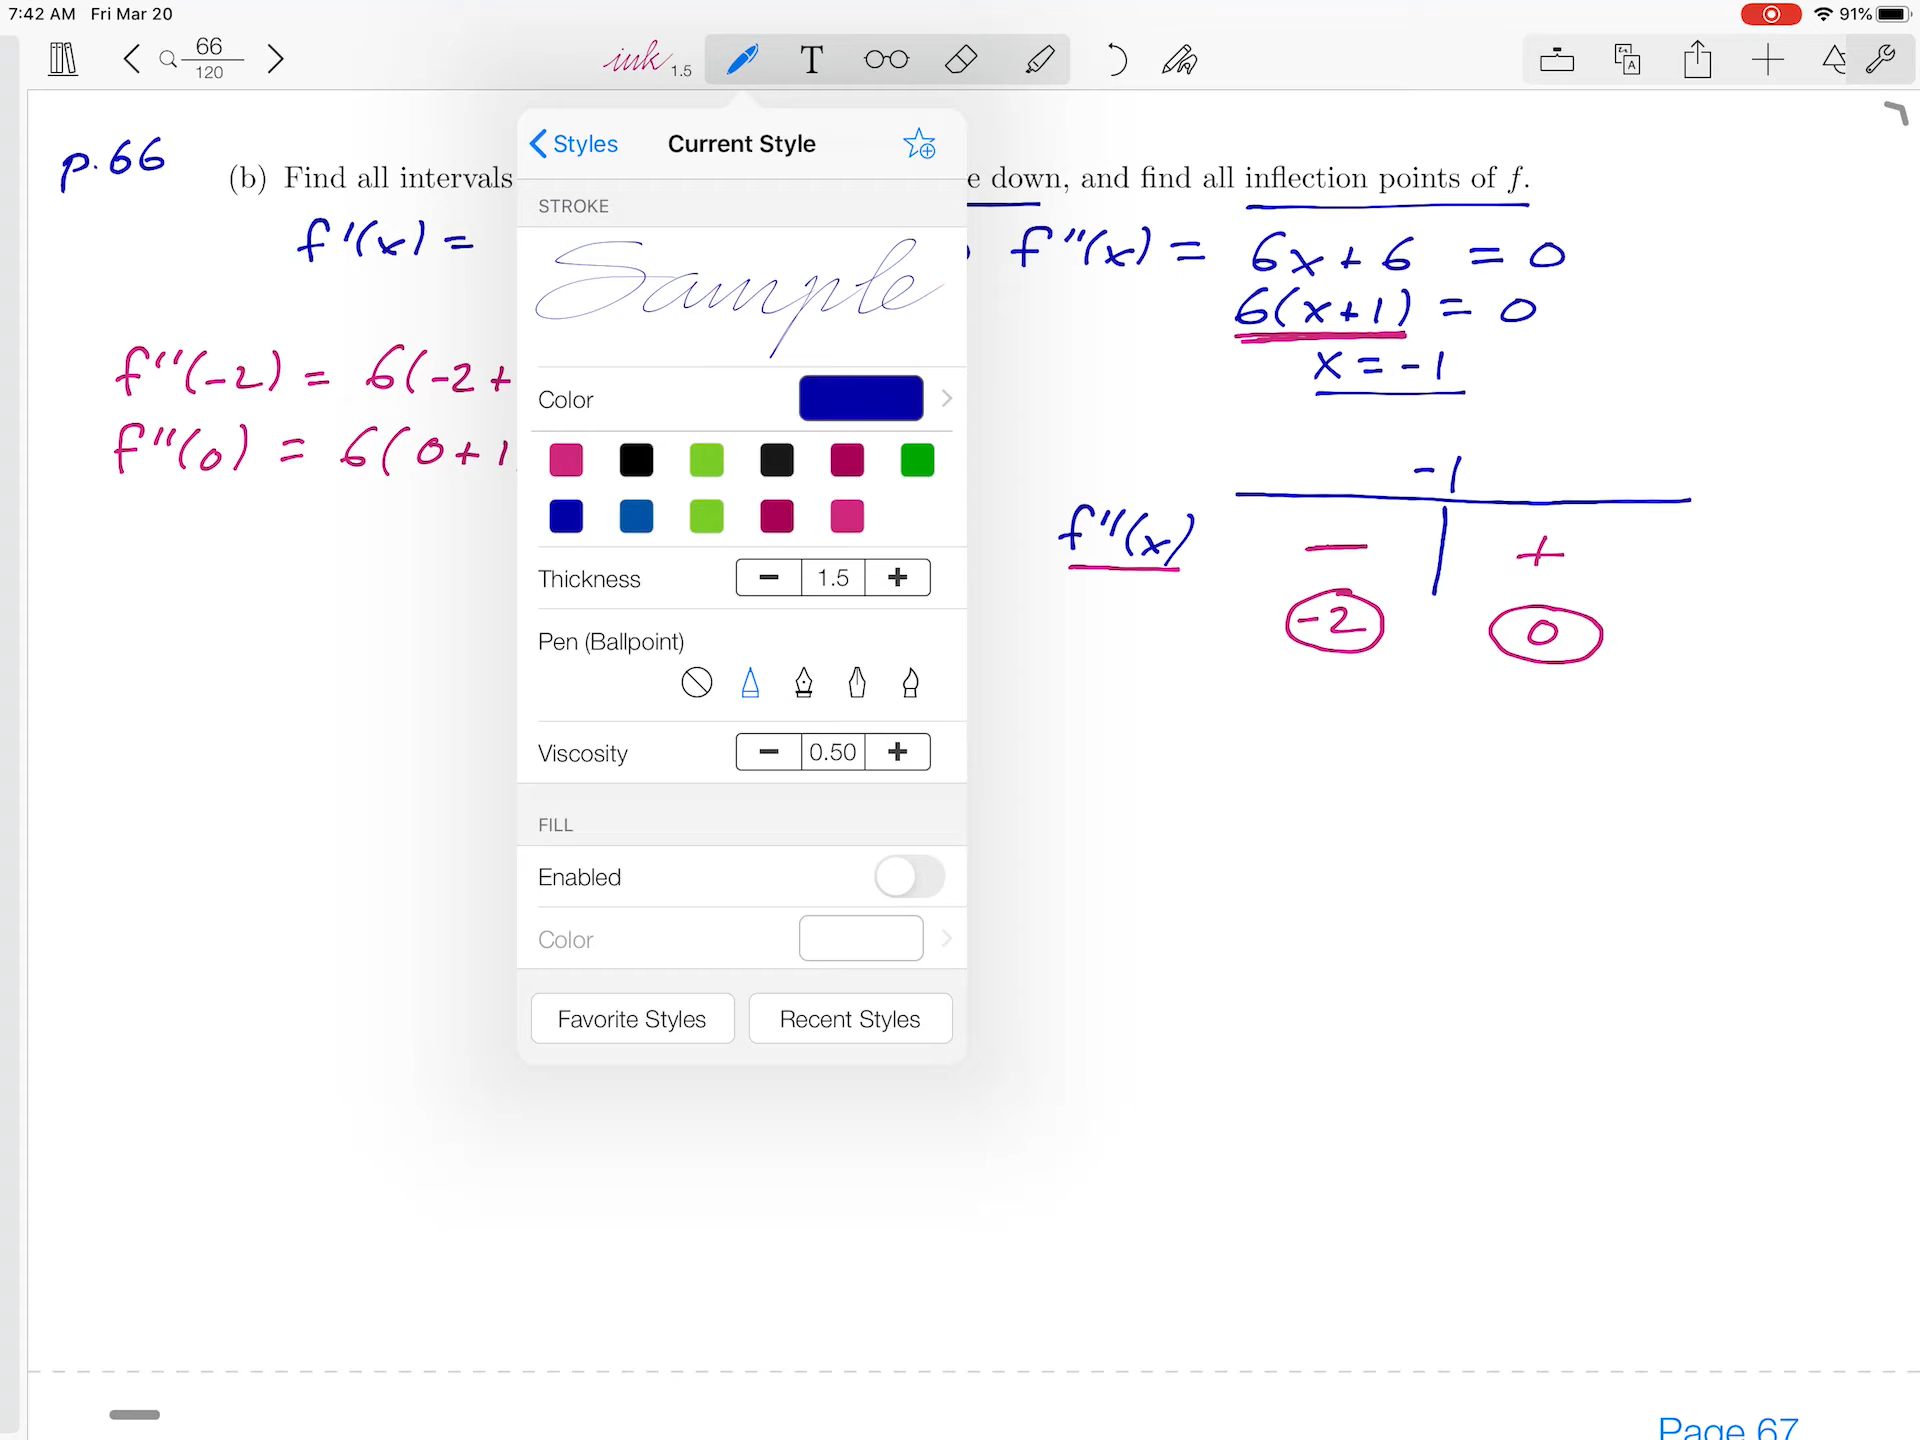 7:42 AM Fri Mar 20 91%
66
120
ink 1.5 T
p.66
(b) Find all intervals e down, and find all inflection points of f.
f'(x) = f''(x) = 6x + 6 = 0
6(x+1) = 0
x = -1
f''(-2) = 6(-2+
f''(0) = 6(0+1
-1
f''(x) − +
-2 0
Styles Current Style
STROKE
Sample
Color
Thickness − 1.5 +
Pen (Ballpoint)
Viscosity − 0.50 +
FILL
Enabled
Color
Favorite Styles Recent Styles
Page 67